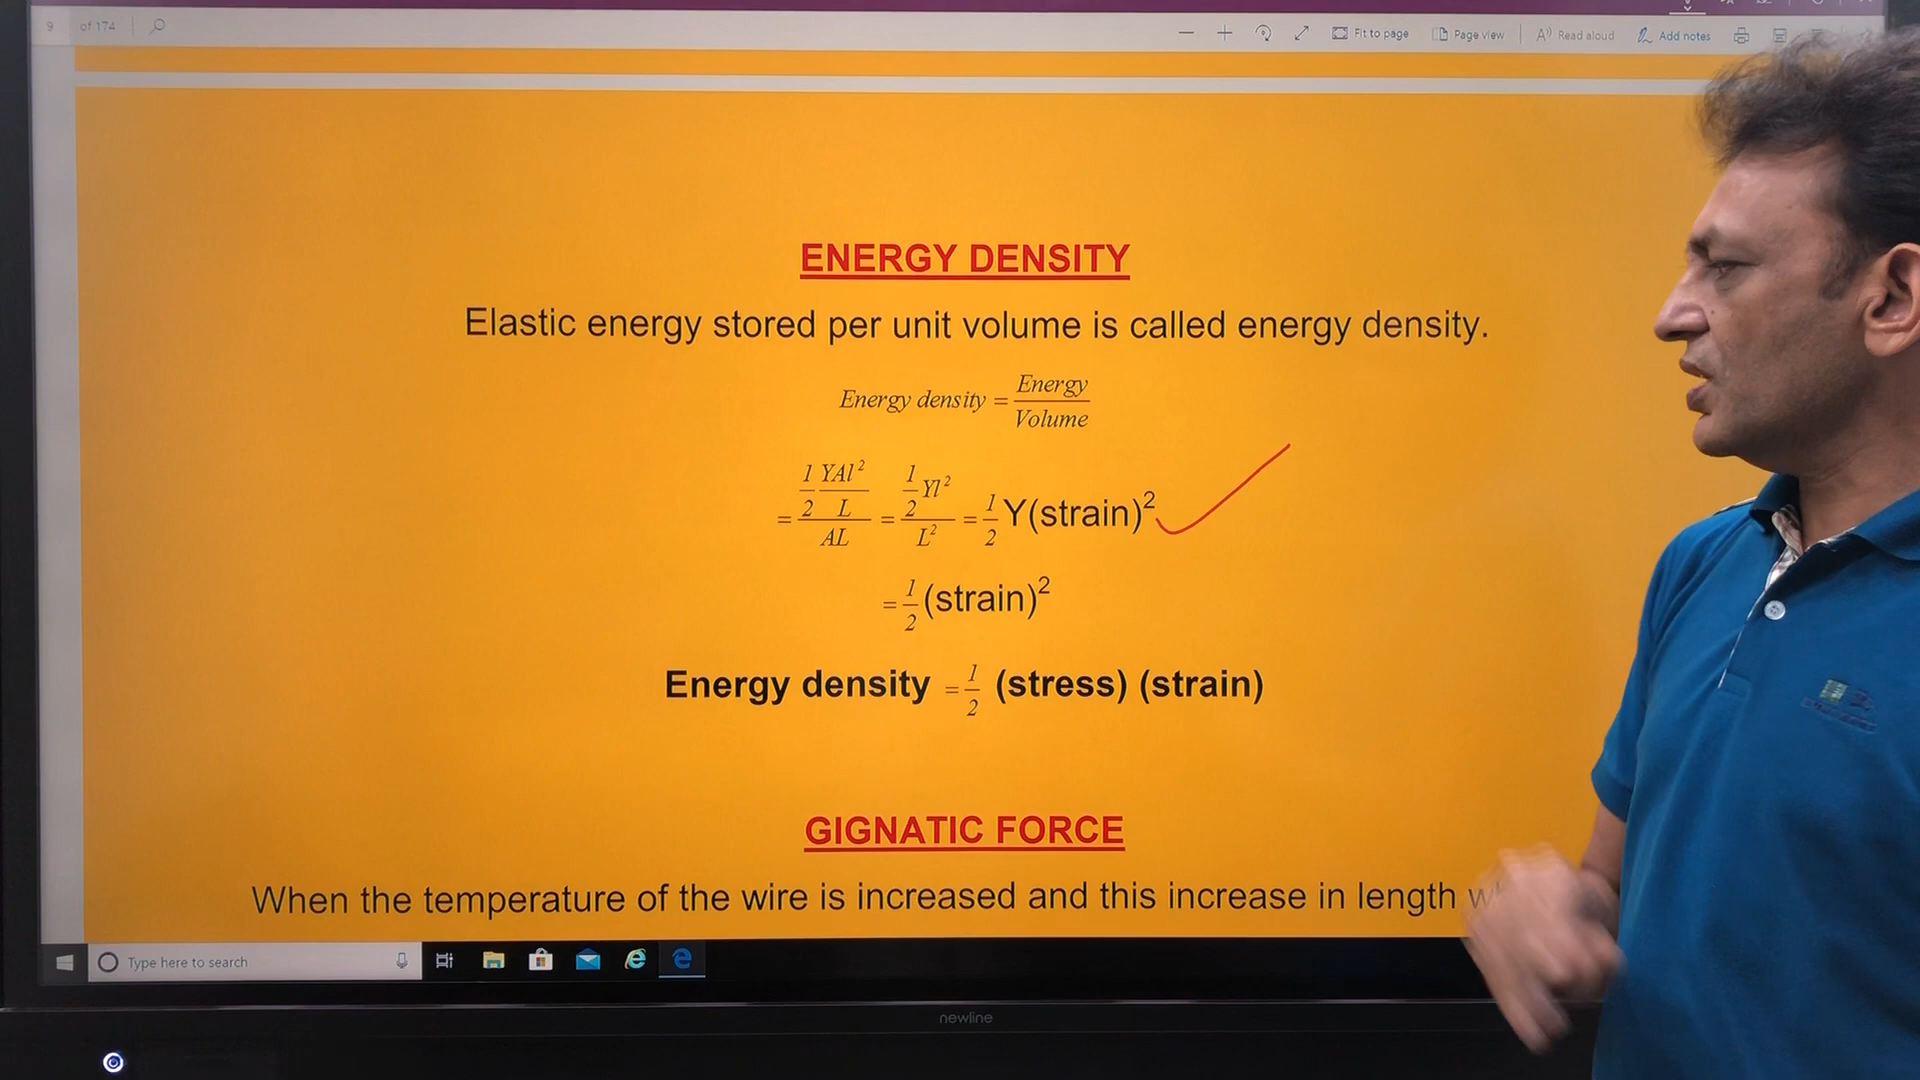 9 of 174 Fit to page Page view Read aloud Add notes
ENERGY DENSITY
Elastic energy stored per unit volume is called energy density.
Energy density = Energy / Volume
= 1/2 YAl² / L / AL = 1/2 Yl² / L² = 1/2 Y(strain)²
= 1/2 (strain)²
Energy density = 1/2 (stress) (strain)
GIGNATIC FORCE
When the temperature of the wire is increased and this increase in length
Type here to search
newline